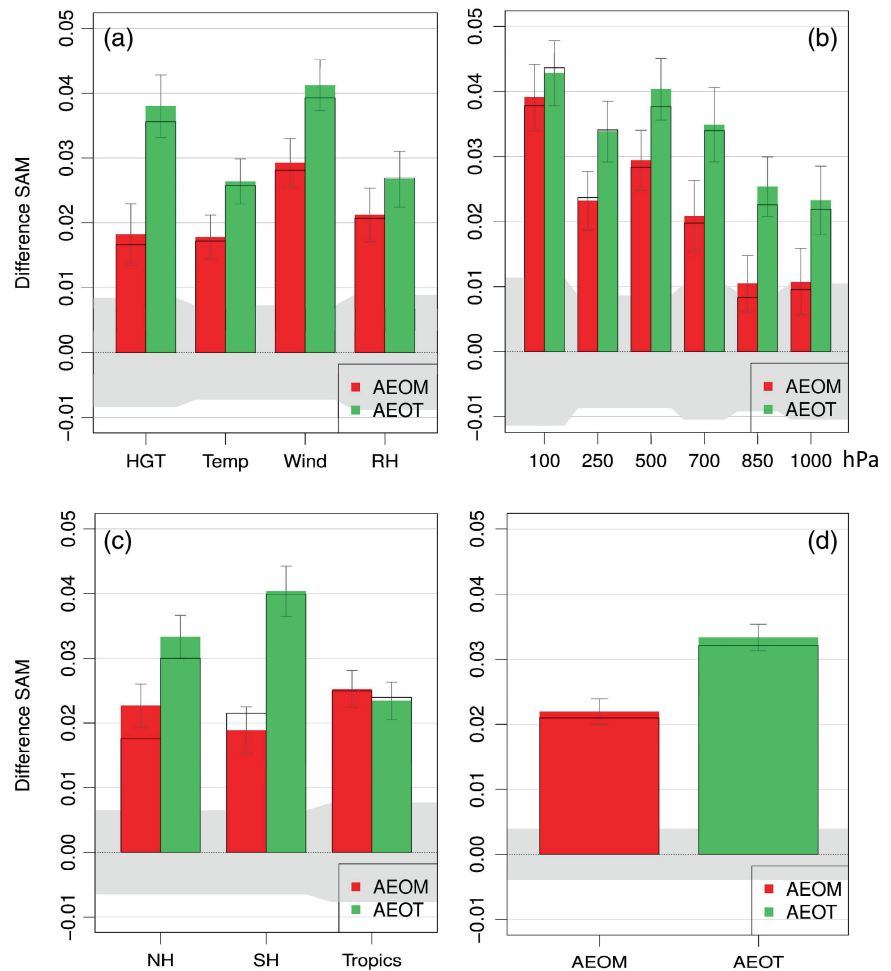 (a)
Difference SAM
0.05
0.04
0.03
0.02
0.01
0.00
−0.01
AEOM
AEOT
HGT Temp Wind RH
(b)
0.05
0.04
0.03
0.02
0.01
0.00
−0.01
AEOM
AEOT
100 250 500 700 850 1000 hPa
(c)
Difference SAM
0.05
0.04
0.03
0.02
0.01
0.00
−0.01
AEOM
AEOT
NH SH Tropics
(d)
0.05
0.04
0.03
0.02
0.01
0.00
−0.01
AEOM
AEOT
AEOM AEOT